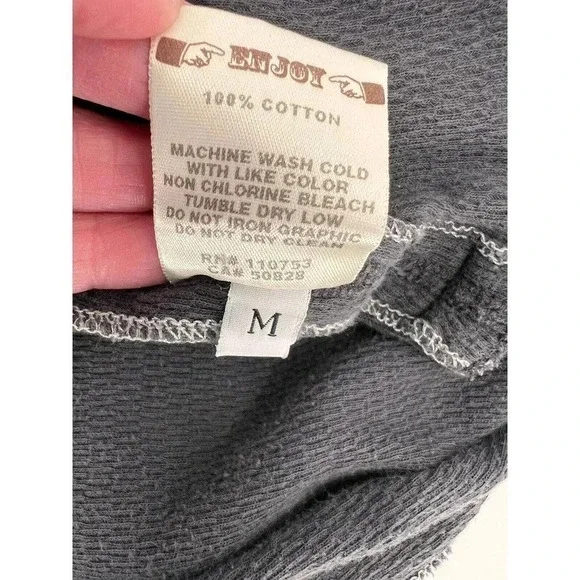 ENJOY
100% COTTON
MACHINE WASH COLD
WITH LIKE COLOR
NON CHLORINE BLEACH
TUMBLE DRY LOW
DO NOT IRON GRAPHIC
DO NOT DRY CLEAN
RN# 110753
CA# 50828
M